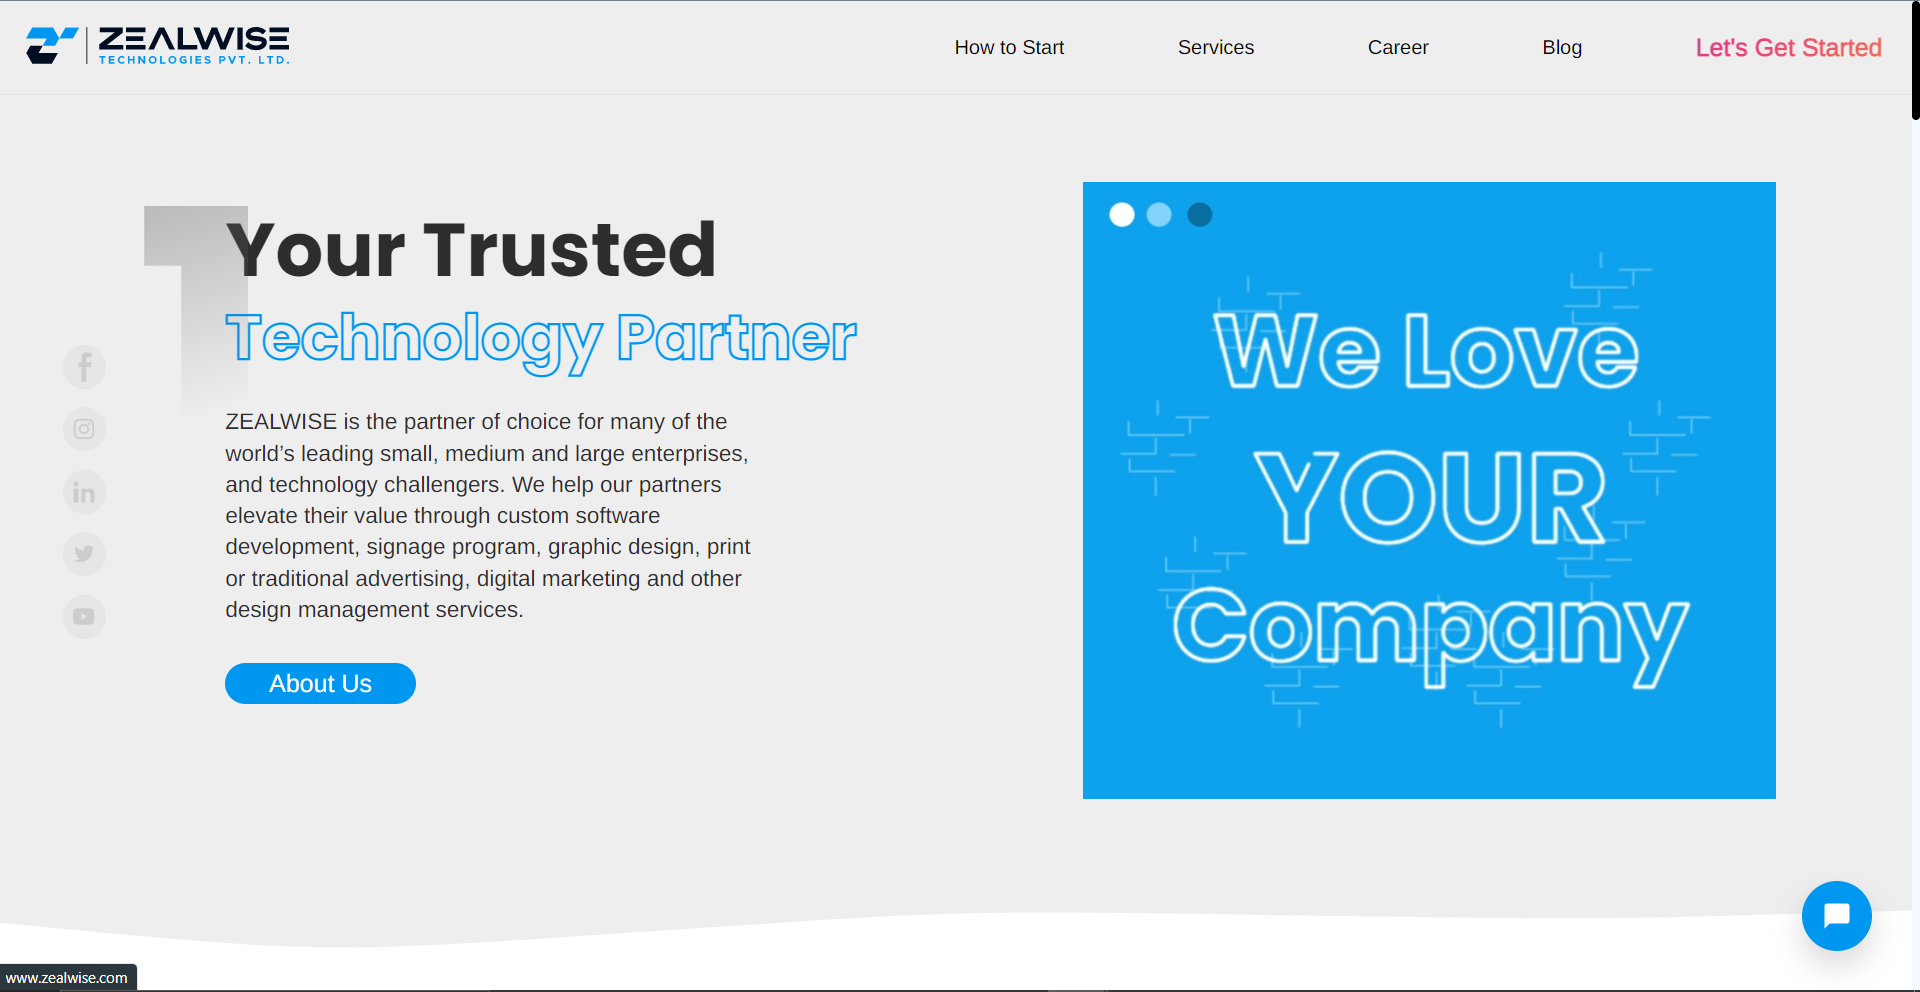 ZEALWISE
TECHNOLOGIES PVT. LTD.
How to Start
Services
Career
Blog
Let's Get Started
1
Your Trusted
Technology Partner
ZEALWISE is the partner of choice for many of the
world’s leading small, medium and large enterprises,
and technology challengers. We help our partners
elevate their value through custom software
development, signage program, graphic design, print
or traditional advertising, digital marketing and other
design management services.
About Us
We Love
YOUR
Company
www.zealwise.com